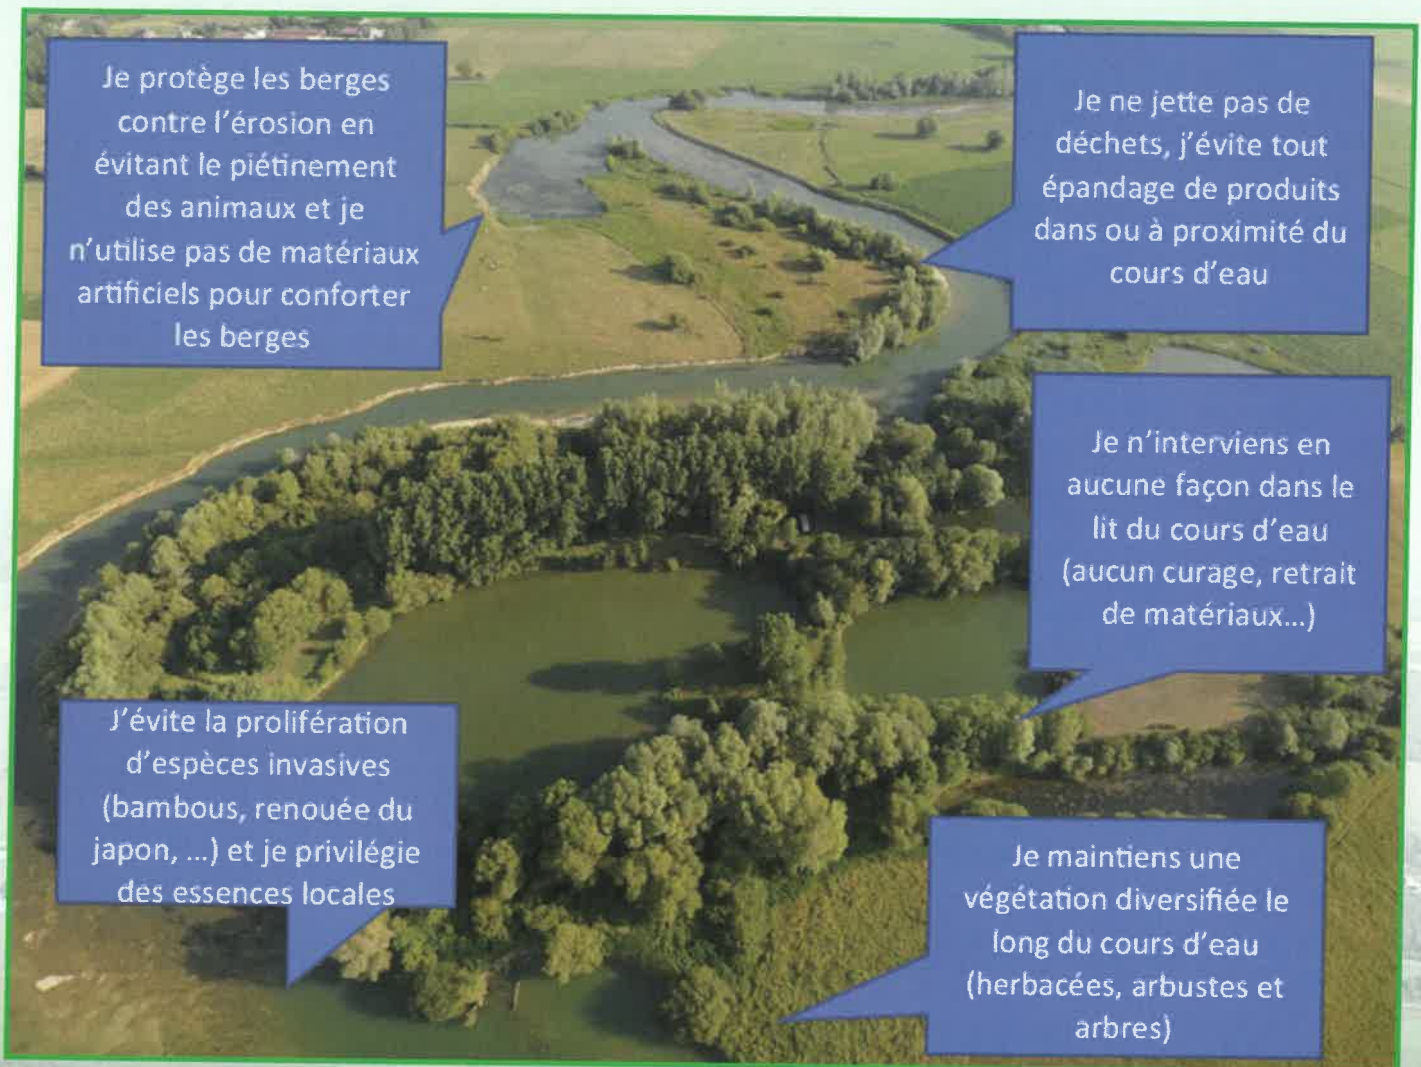 Je protège les berges
contre l'érosion en
évitant le piétinement
des animaux et je
n'utilise pas de matériaux
artificiels pour conforter
les berges
Je ne jette pas de
déchets, j'évite tout
épandage de produits
dans ou à proximité du
cours d'eau
Je n'interviens en
aucune façon dans le
lit du cours d'eau
(aucun curage, retrait
de matériaux...)
J'évite la prolifération
d'espèces invasives
(bambous, renouée du
japon, ...) et je privilégie
des essences locales
Je maintiens une
végétation diversifiée le
long du cours d'eau
(herbacées, arbustes et
arbres)